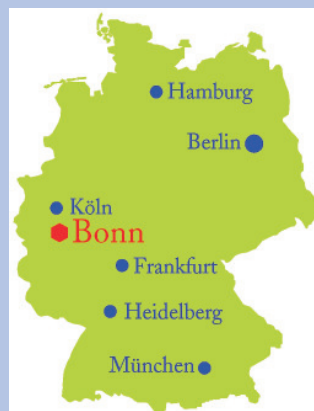 Hamburg
Berlin
Köln
Bonn
Frankfurt
Heidelberg
München